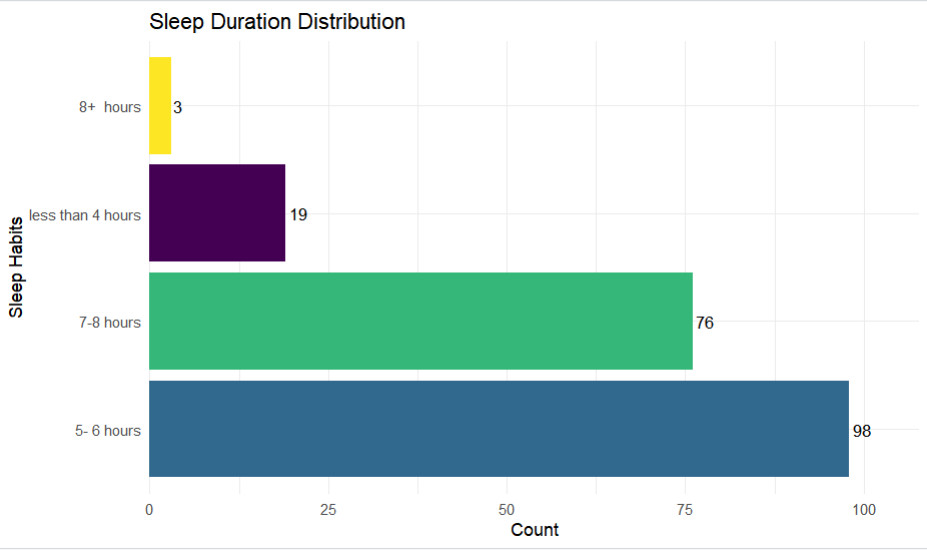 Sleep Duration Distribution
8+  hours
3
less than 4 hours
19
7-8 hours
76
5- 6 hours
98
Sleep Habits
0 25 50 75 100
Count